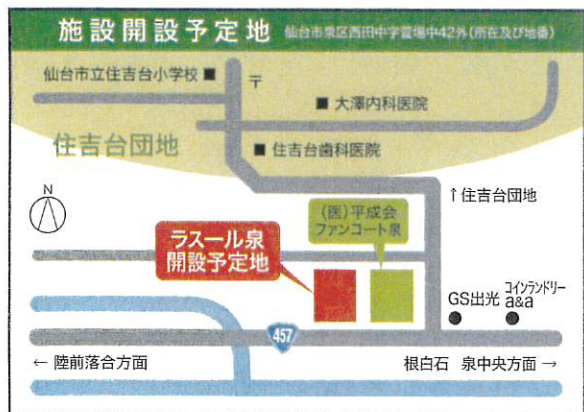 施設開設予定地 仙台市泉区西田中字萱場中42外(所在及び地番)
仙台市立住吉台小学校■
〒
■大澤内科医院
住吉台団地
■住吉台歯科医院
N
↑住吉台団地
(医)平成会
ファンコート泉
ラスール泉
開設予定地
コインランドリー
GS出光 a&a
457
← 陸前落合方面
根白石 泉中央方面 →